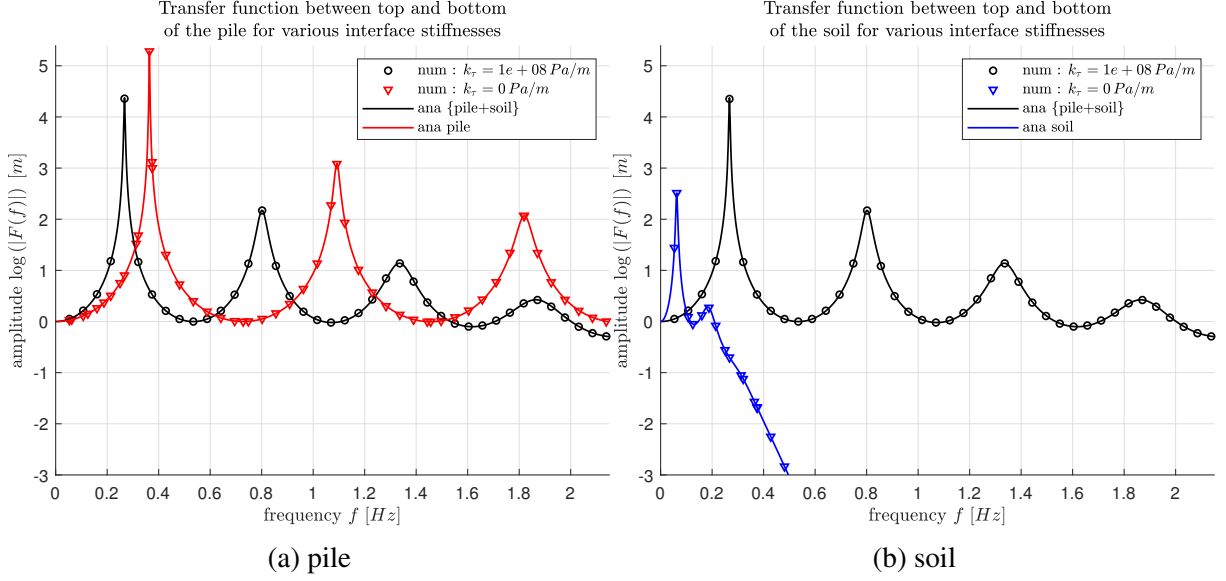 Transfer function between top and bottom
of the pile for various interface stiffnesses
amplitude log (|F(f)|) [m]
5
4
3
2
1
0
-1
-2
-3
num : k_τ = 1e + 08 Pa/m
num : k_τ = 0 Pa/m
ana {pile+soil}
ana pile
0 0.2 0.4 0.6 0.8 1 1.2 1.4 1.6 1.8 2
frequency f [Hz]
(a) pile
Transfer function between top and bottom
of the soil for various interface stiffnesses
amplitude log (|F(f)|) [m]
5
4
3
2
1
0
-1
-2
-3
num : k_τ = 1e + 08 Pa/m
num : k_τ = 0 Pa/m
ana {pile+soil}
ana soil
0 0.2 0.4 0.6 0.8 1 1.2 1.4 1.6 1.8 2
frequency f [Hz]
(b) soil